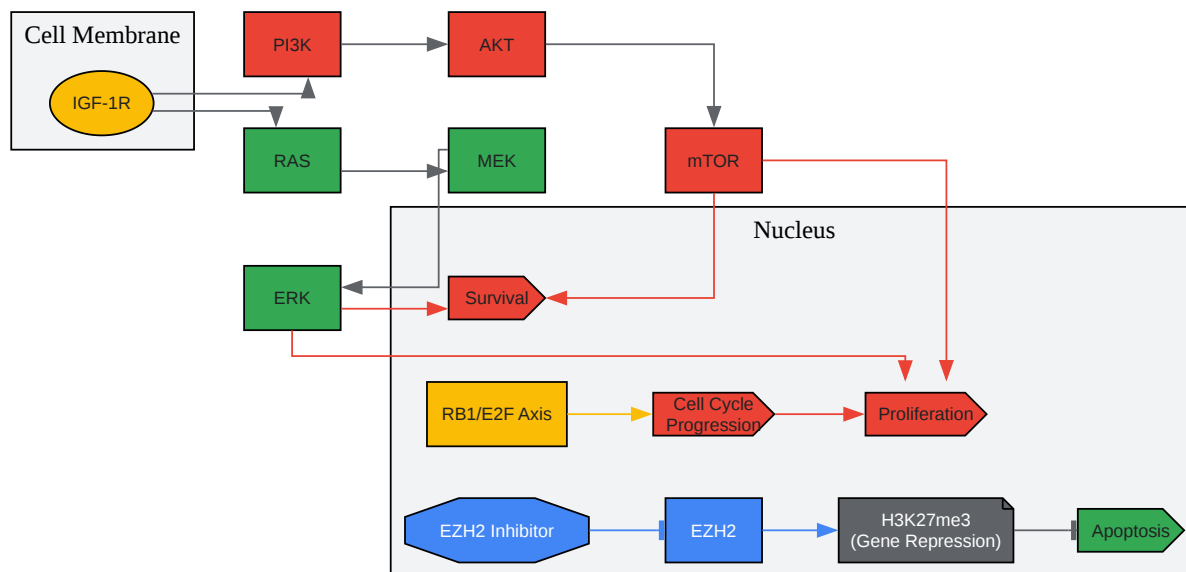 Cell Membrane
IGF-1R
PI3K
AKT
RAS
MEK
mTOR
Nucleus
ERK
Survival
RB1/E2F Axis
Cell Cycle
Progression
Proliferation
EZH2 Inhibitor
EZH2
H3K27me3
(Gene Repression)
Apoptosis